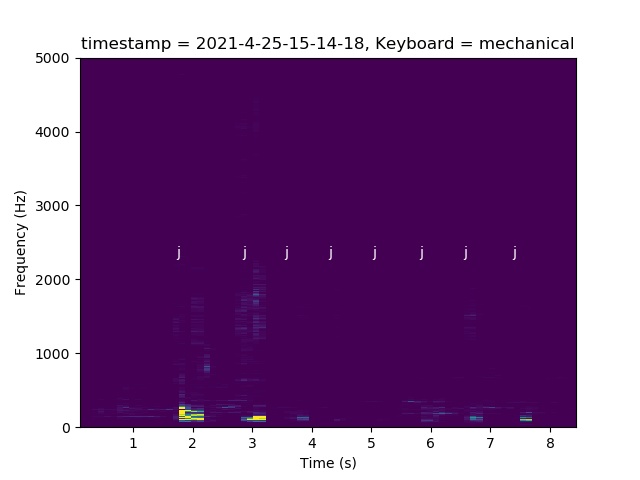 timestamp = 2021-4-25-15-14-18, Keyboard = mechanical
5000
4000
3000
2000
1000
0
Frequency (Hz)
j j j j j j j j
1 2 3 4 5 6 7 8
Time (s)